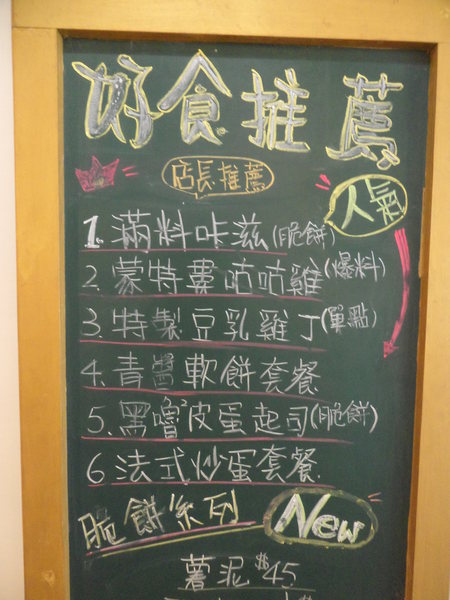 好食推薦
店長推薦
人氣
1.滿料咔滋(脆餅)
2.蒙特婁咕咕雞(爆料)
3.特製豆乳雞丁(單點)
4.青醬軟餅套餐
5.黑嚕2皮蛋起司(脆餅)
6.法式炒蛋套餐
脆餅系列 New
薯泥 $45